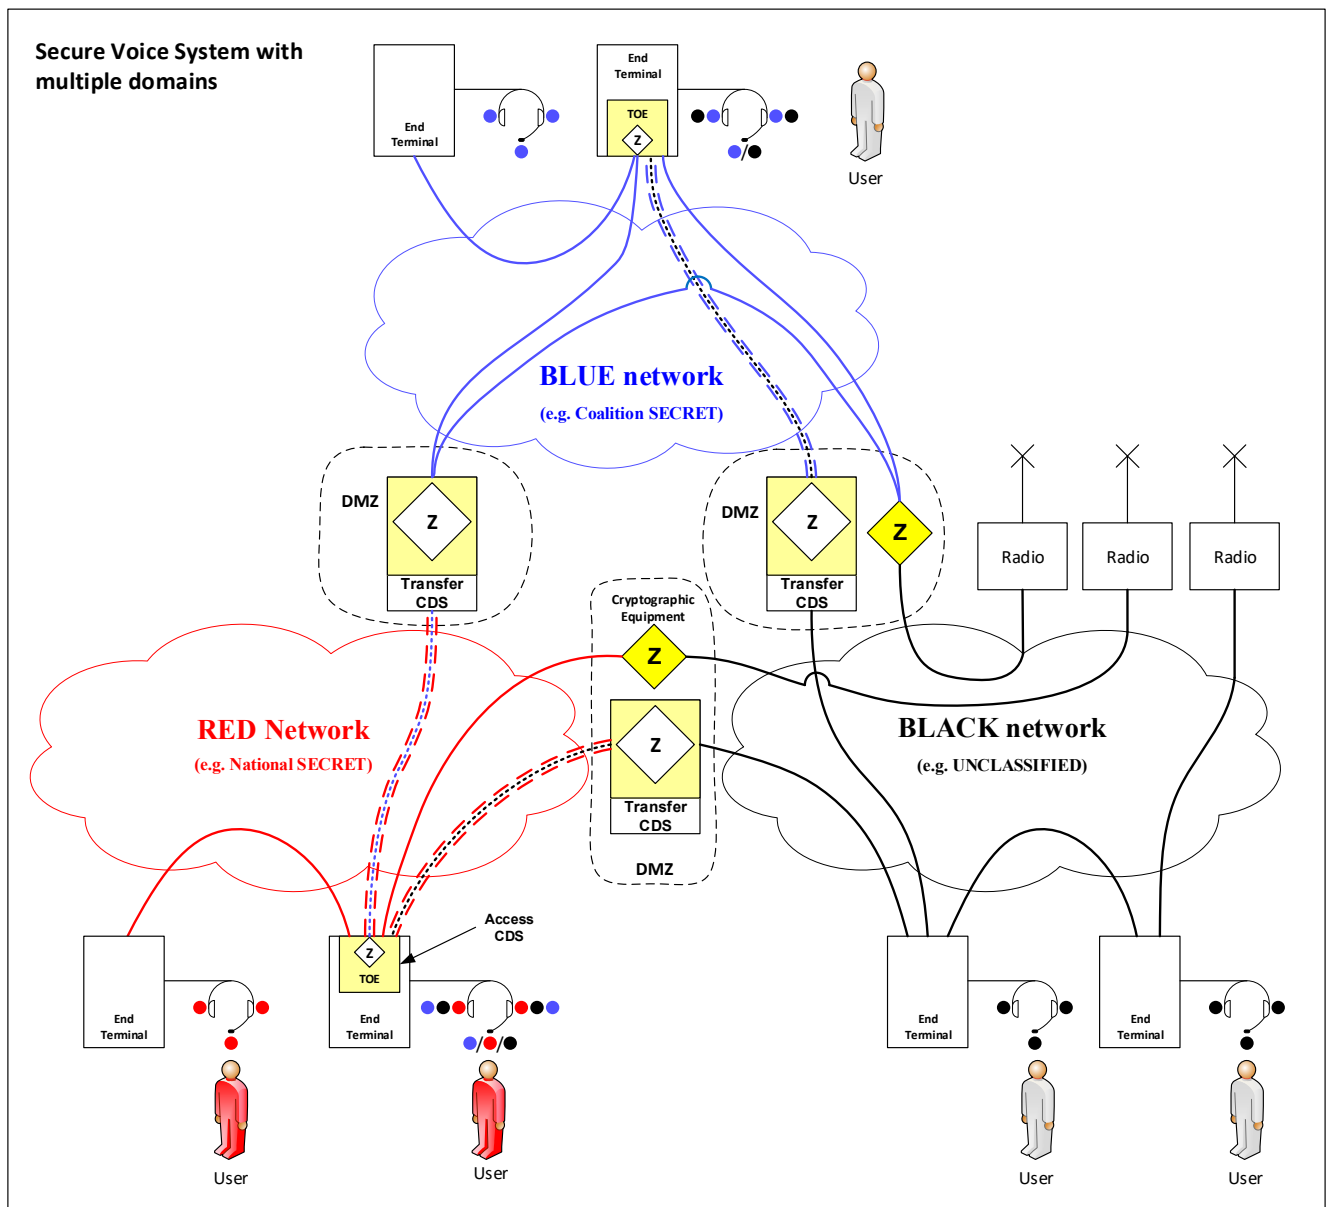 Secure Voice System with
multiple domains
End
Terminal
End
Terminal
TOE
Z
User
BLUE network
(e.g. Coalition SECRET)
DMZ
Z
Transfer
CDS
DMZ
Z
Transfer
CDS
Z
Radio
Radio
Radio
Cryptographic
Equipment
Z
Z
Transfer
CDS
DMZ
RED Network
(e.g. National SECRET)
BLACK network
(e.g. UNCLASSIFIED)
Access
CDS
End
Terminal
Z
TOE
End
Terminal
/ /
End
Terminal
End
Terminal
User
User
User
User